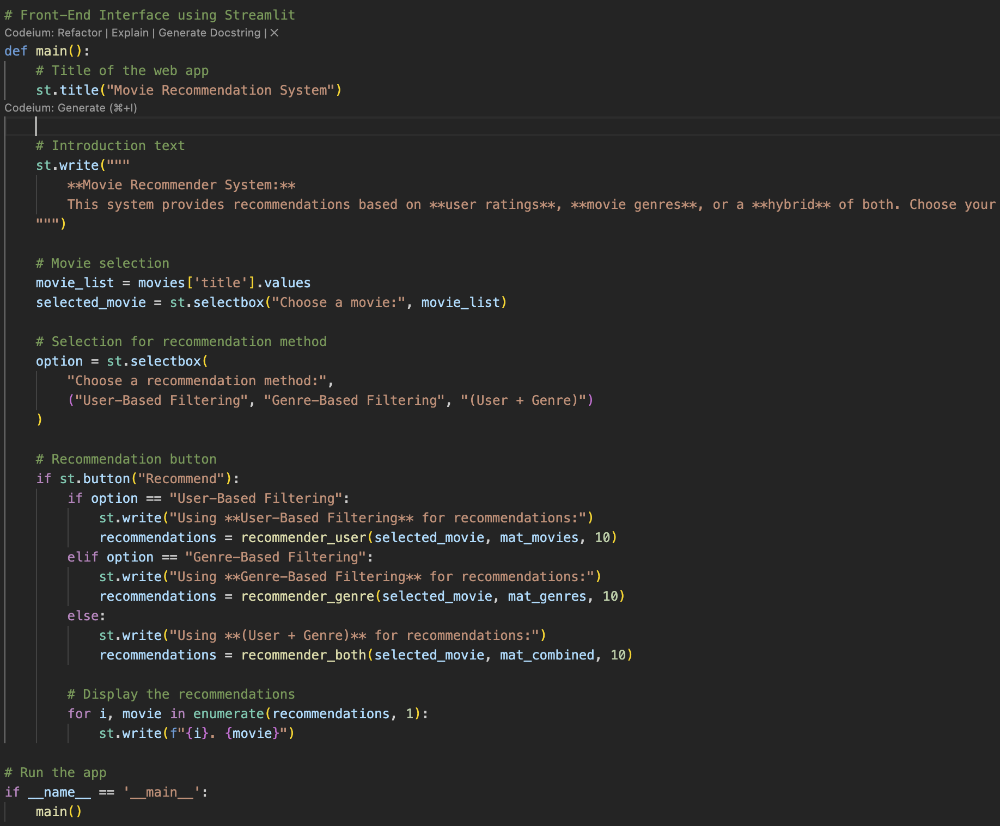 # Front-End Interface using Streamlit
Codeium: Refactor | Explain | Generate Docstring | ×
def main():
    # Title of the web app
    st.title("Movie Recommendation System")
Codeium: Generate (⌘+I)
    # Introduction text
    st.write("""
        **Movie Recommender System:**
        This system provides recommendations based on **user ratings**, **movie genres**, or a **hybrid** of both. Choose your
    """)
    # Movie selection
    movie_list = movies['title'].values
    selected_movie = st.selectbox("Choose a movie:", movie_list)
    # Selection for recommendation method
    option = st.selectbox(
        "Choose a recommendation method:",
        ("User-Based Filtering", "Genre-Based Filtering", "(User + Genre)")
    )
    # Recommendation button
    if st.button("Recommend"):
        if option == "User-Based Filtering":
            st.write("Using **User-Based Filtering** for recommendations:")
            recommendations = recommender_user(selected_movie, mat_movies, 10)
        elif option == "Genre-Based Filtering":
            st.write("Using **Genre-Based Filtering** for recommendations:")
            recommendations = recommender_genre(selected_movie, mat_genres, 10)
        else:
            st.write("Using **(User + Genre)** for recommendations:")
            recommendations = recommender_both(selected_movie, mat_combined, 10)
        # Display the recommendations
        for i, movie in enumerate(recommendations, 1):
            st.write(f"{i}. {movie}")
# Run the app
if __name__ == '__main__':
    main()